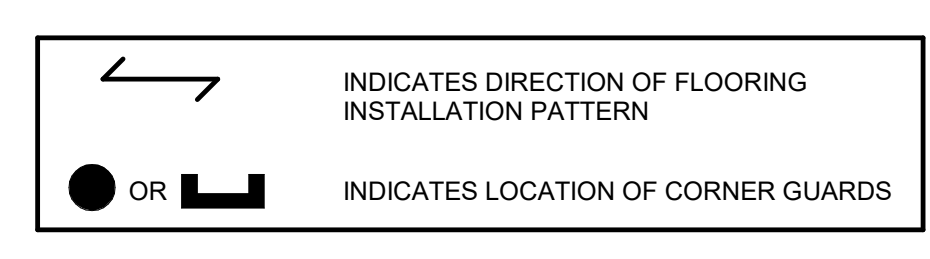 INDICATES DIRECTION OF FLOORING
INSTALLATION PATTERN
OR
INDICATES LOCATION OF CORNER GUARDS